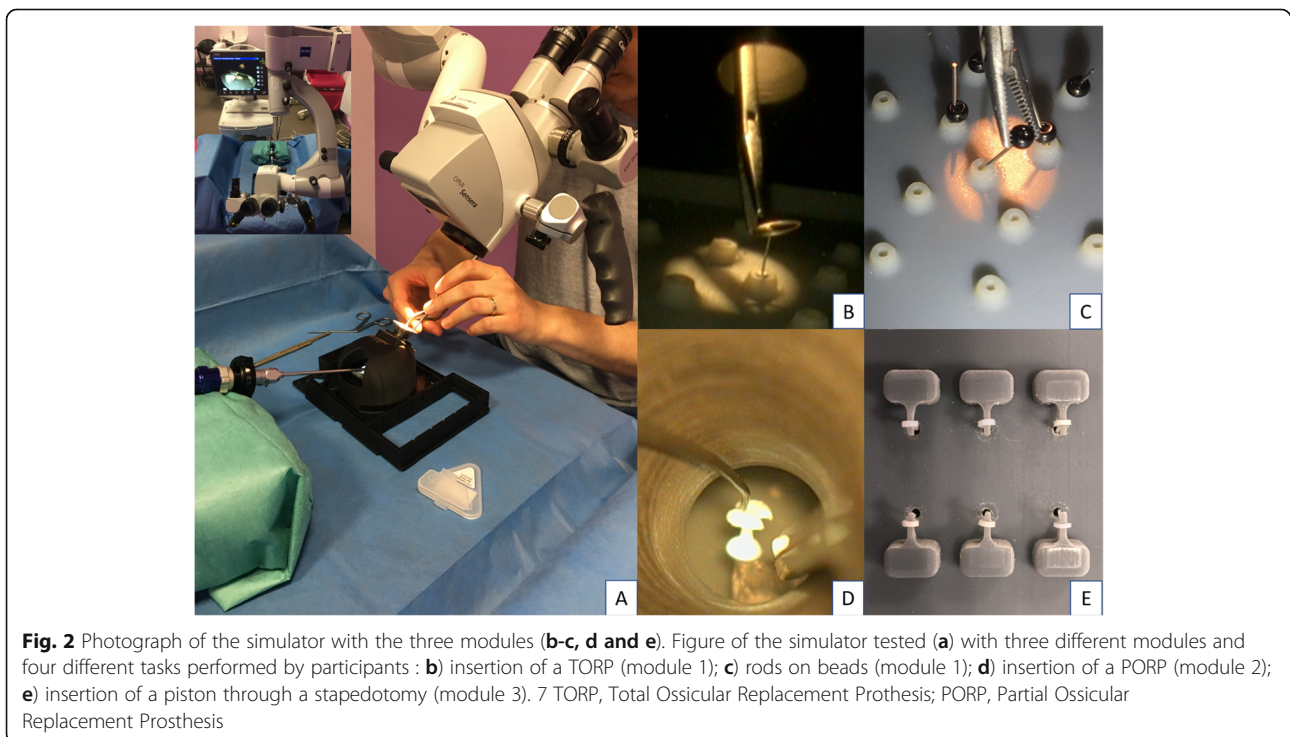 OPMI
Sensera
A
B
C
D
E
Fig. 2 Photograph of the simulator with the three modules (b-c, d and e). Figure of the simulator tested (a) with three different modules and
four different tasks performed by participants : b) insertion of a TORP (module 1); c) rods on beads (module 1); d) insertion of a PORP (module 2);
e) insertion of a piston through a stapedotomy (module 3). 7 TORP, Total Ossicular Replacement Prothesis; PORP, Partial Ossicular
Replacement Prosthesis